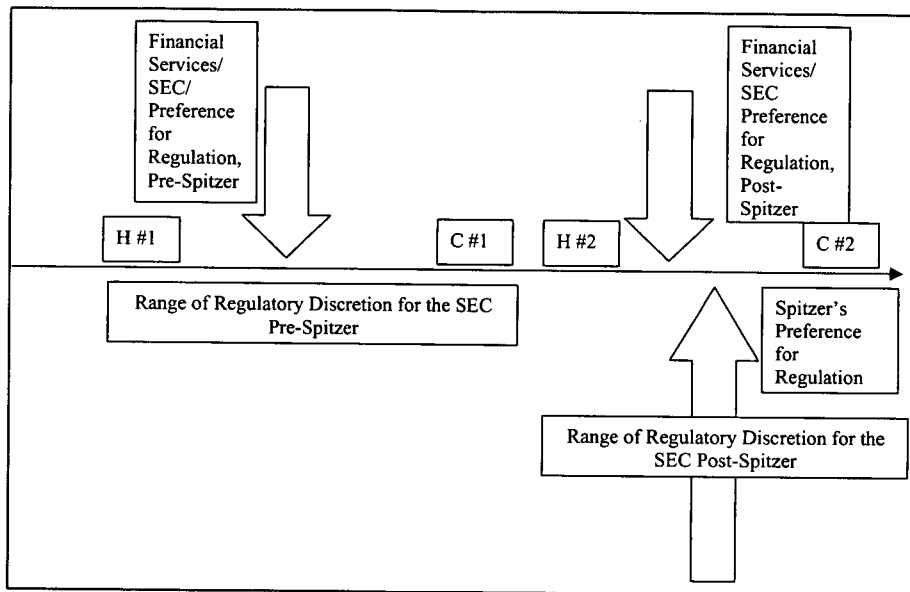 Financial
Services/
SEC/
Preference
for
Regulation,
Pre-Spitzer
Financial
Services/
SEC
Preference
for
Regulation,
Post-
Spitzer
H #1
C #1
H #2
C #2
Range of Regulatory Discretion for the SEC
Pre-Spitzer
Spitzer's
Preference
for
Regulation
Range of Regulatory Discretion for the
SEC Post-Spitzer